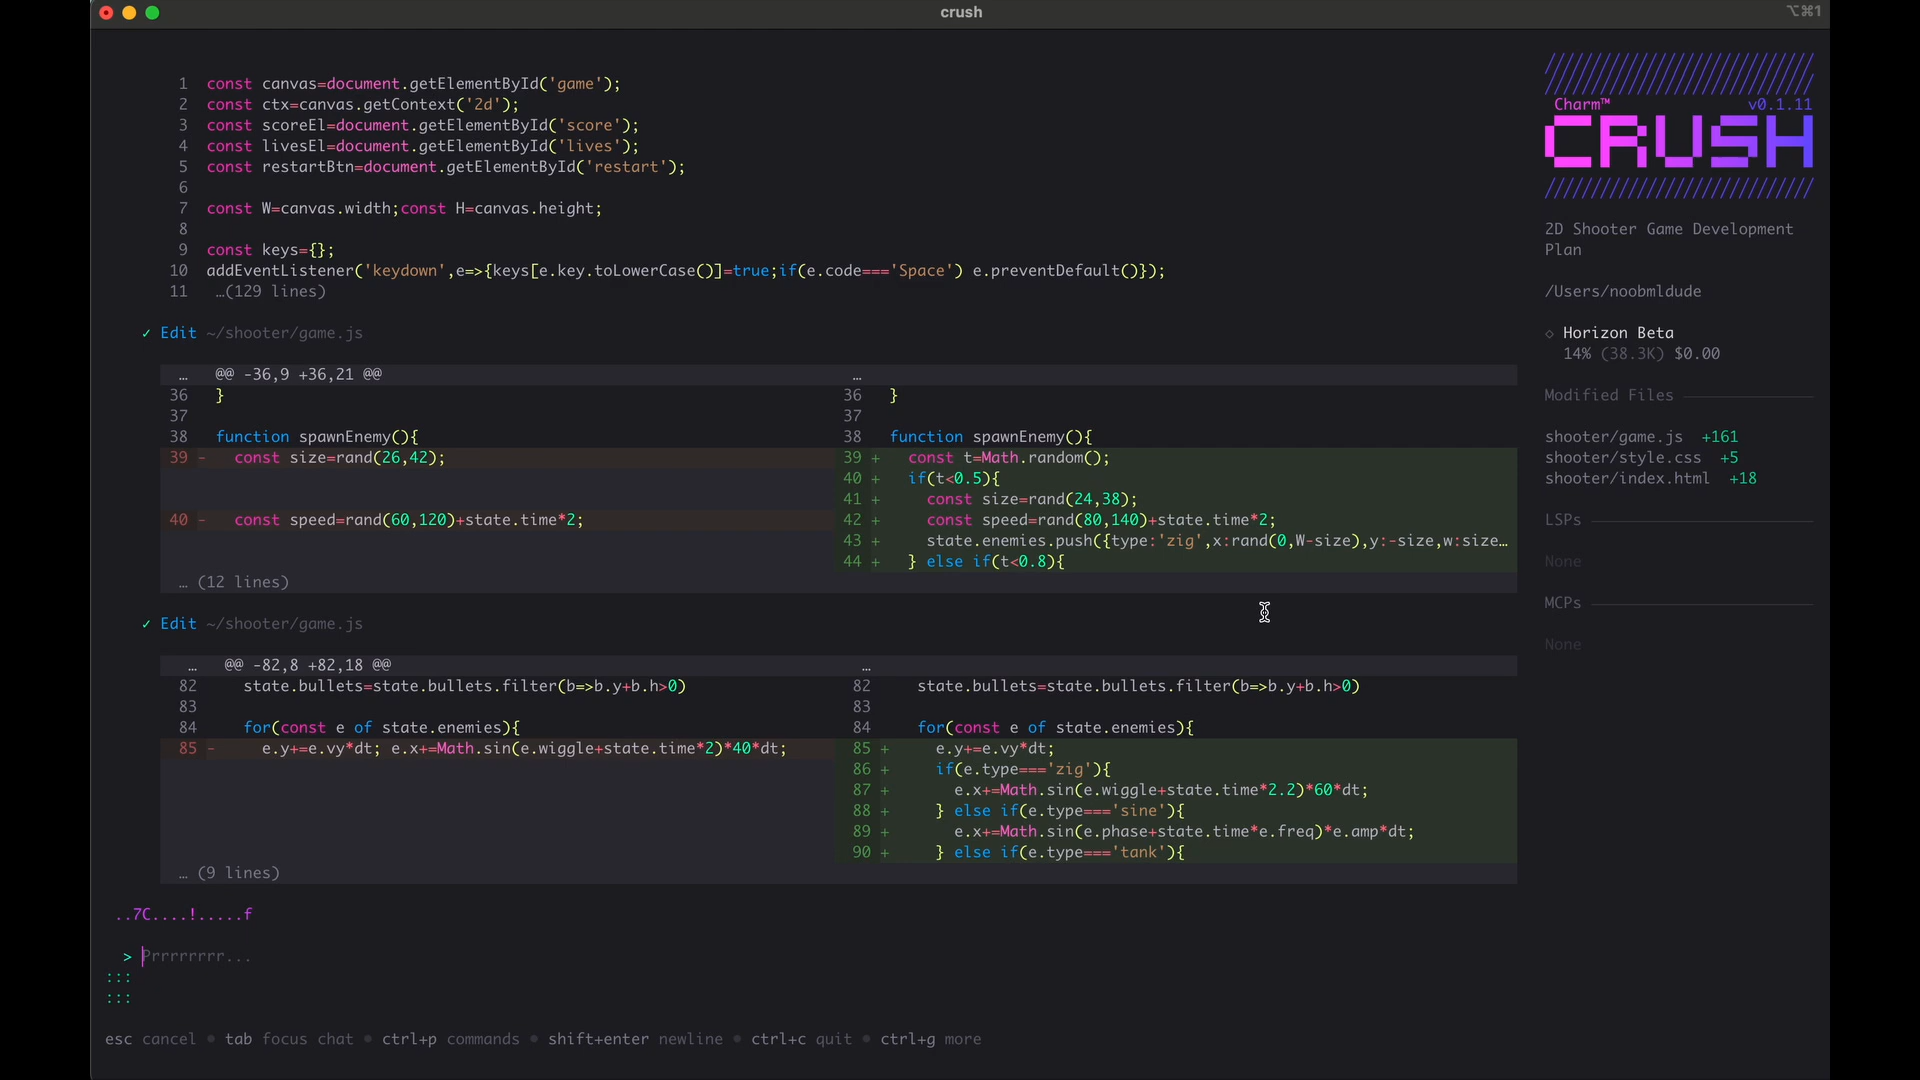 crush
⌥⌘1
1 const canvas=document.getElementById('game');
2 const ctx=canvas.getContext('2d');
3 const scoreEl=document.getElementById('score');
4 const livesEl=document.getElementById('lives');
5 const restartBtn=document.getElementById('restart');
6
7 const W=canvas.width;const H=canvas.height;
8
9 const keys={};
10 addEventListener('keydown',e=>{keys[e.key.toLowerCase()]=true;if(e.code==='Space') e.preventDefault()});
11 …(129 lines)
✓ Edit ~/shooter/game.js
… @@ -36,9 +36,21 @@
36 }
37
38 function spawnEnemy(){
39 - const size=rand(26,42);
40 - const speed=rand(60,120)+state.time*2;
… (12 lines)
…
36 }
37
38 function spawnEnemy(){
39 + const t=Math.random();
40 + if(t<0.5){
41 + const size=rand(24,38);
42 + const speed=rand(80,140)+state.time*2;
43 + state.enemies.push({type:'zig',x:rand(0,W-size),y:-size,w:size…
44 + } else if(t<0.8){
✓ Edit ~/shooter/game.js
… @@ -82,8 +82,18 @@
82 state.bullets=state.bullets.filter(b=>b.y+b.h>0)
83
84 for(const e of state.enemies){
85 - e.y+=e.vy*dt; e.x+=Math.sin(e.wiggle+state.time*2)*40*dt;
… (9 lines)
…
82 state.bullets=state.bullets.filter(b=>b.y+b.h>0)
83
84 for(const e of state.enemies){
85 + e.y+=e.vy*dt;
86 + if(e.type==='zig'){
87 + e.x+=Math.sin(e.wiggle+state.time*2.2)*60*dt;
88 + } else if(e.type==='sine'){
89 + e.x+=Math.sin(e.phase+state.time*e.freq)*e.amp*dt;
90 + } else if(e.type==='tank'){
..7C....!.....f
> Prrrrrrrr...
:::
:::
esc cancel • tab focus chat • ctrl+p commands • shift+enter newline • ctrl+c quit • ctrl+g more
Charm™ v0.1.11
CRUSH
2D Shooter Game Development
Plan
/Users/noobmldude
◇ Horizon Beta
14% (38.3K) $0.00
Modified Files
shooter/game.js +161
shooter/style.css +5
shooter/index.html +18
LSPs
None
MCPs
None